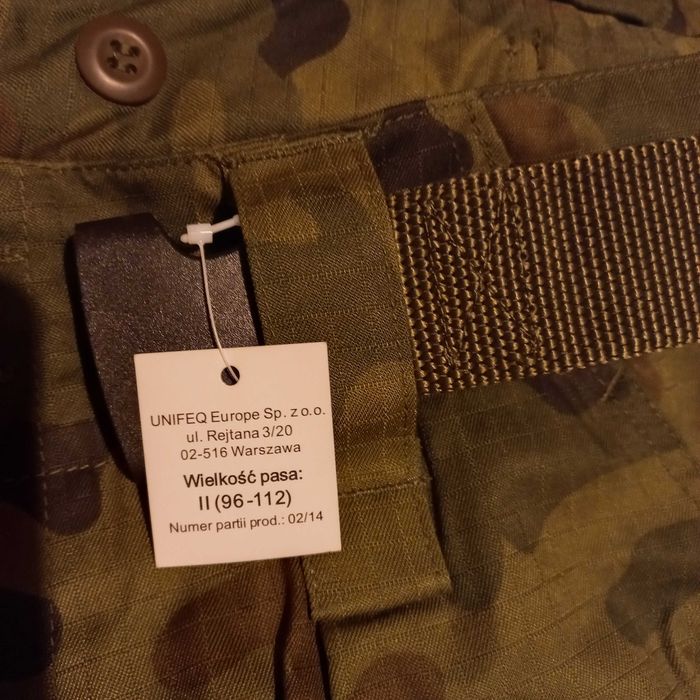 UNIFEQ Europe Sp. z o.o.
ul. Rejtana 3/20
02-516 Warszawa
Wielkość pasa:
II (96-112)
Numer partii prod.: 02/14